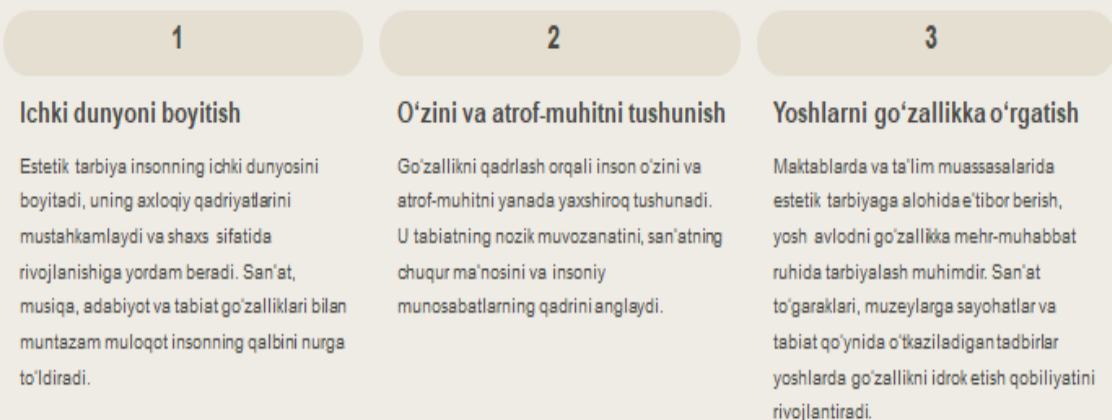 1
Ichki dunyoni boyitish
Estetik tarbiya insonning ichki dunyosini
boyitadi, uning axloqiy qadriyatlarini
mustahkamlaydi va shaxs sifatida
rivojlanishiga yordam beradi. San'at,
musiqa, adabiyot va tabiat go'zalliklari bilan
muntazam muloqot insonning qalbini nurga
to'ldiradi.
2
O'zini va atrof-muhitni tushunish
Go'zallikni qadrlash orqali inson o'zini va
atrof-muhitni yanada yaxshiroq tushunadi.
U tabiatning nozik muvozanatini, san'atning
chuqur ma'nosini va insoniy
munosabatlarning qadrini anglaydi.
3
Yoshlarni go'zallikka o'rgatish
Maktablarda va ta'lim muassasalarida
estetik tarbiyaga alohida e'tibor berish,
yosh avlodni go'zallikka mehr-muhabbat
ruhida tarbiyalash muhimdir. San'at
to'garaklari, muzeylarga sayohatlar va
tabiat qo'ynida o'tkaziladigan tadbirlar
yoshlarda go'zallikni idrok etish qobiliyatini
rivojlantiradi.